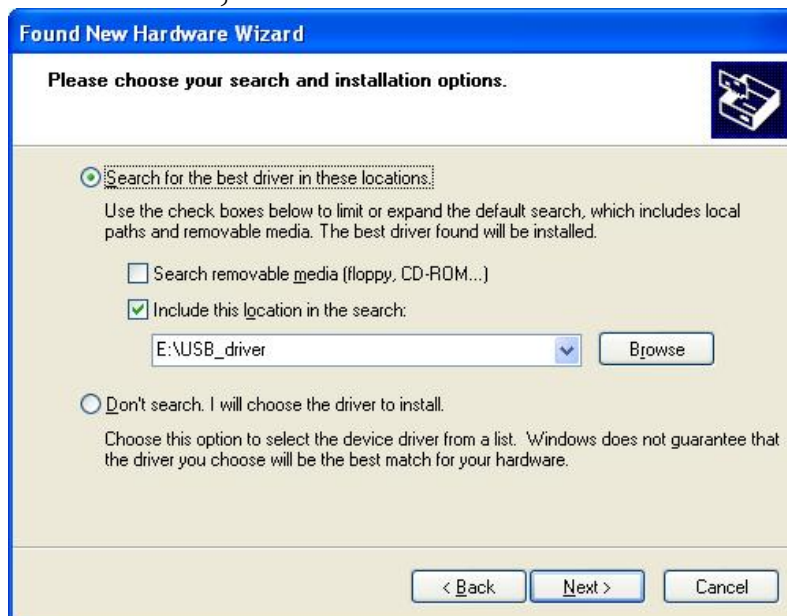 Found New Hardware Wizard
Please choose your search and installation options.
Search for the best driver in these locations.
Use the check boxes below to limit or expand the default search, which includes local
paths and removable media. The best driver found will be installed.
Search removable media (floppy, CD-ROM...)
Include this location in the search:
E:\USB_driver
Browse
Don't search. I will choose the driver to install.
Choose this option to select the device driver from a list. Windows does not guarantee that
the driver you choose will be the best match for your hardware.
< Back Next > Cancel